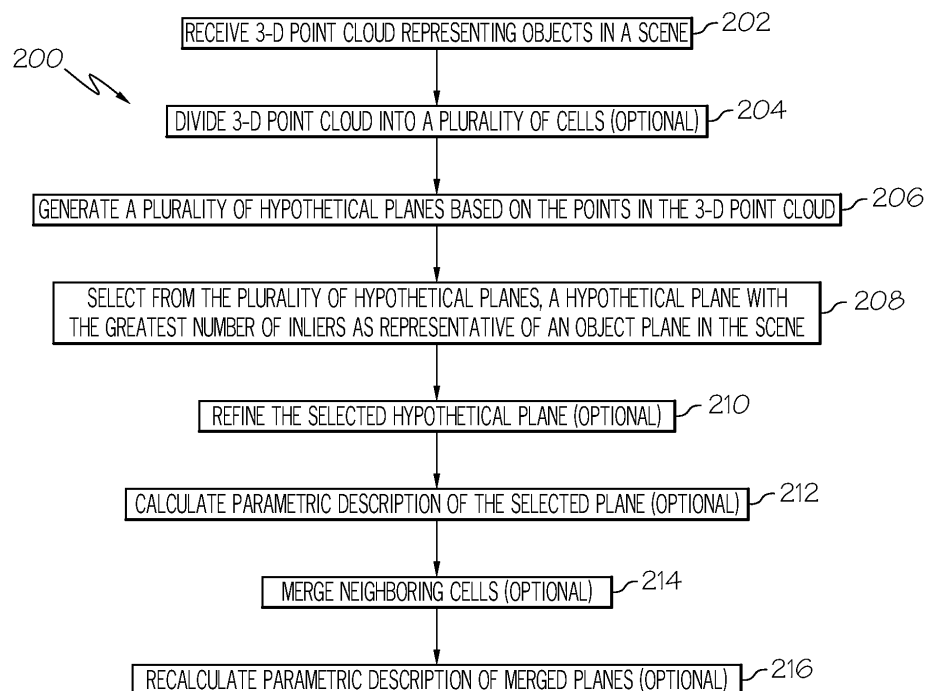 RECEIVE 3-D POINT CLOUD REPRESENTING OBJECTS IN A SCENE
202
200
DIVIDE 3-D POINT CLOUD INTO A PLURALITY OF CELLS (OPTIONAL)
204
GENERATE A PLURALITY OF HYPOTHETICAL PLANES BASED ON THE POINTS IN THE 3-D POINT CLOUD
206
SELECT FROM THE PLURALITY OF HYPOTHETICAL PLANES, A HYPOTHETICAL PLANE WITH
THE GREATEST NUMBER OF INLIERS AS REPRESENTATIVE OF AN OBJECT PLANE IN THE SCENE
208
REFINE THE SELECTED HYPOTHETICAL PLANE (OPTIONAL)
210
CALCULATE PARAMETRIC DESCRIPTION OF THE SELECTED PLANE (OPTIONAL)
212
MERGE NEIGHBORING CELLS (OPTIONAL)
214
RECALCULATE PARAMETRIC DESCRIPTION OF MERGED PLANES (OPTIONAL)
216